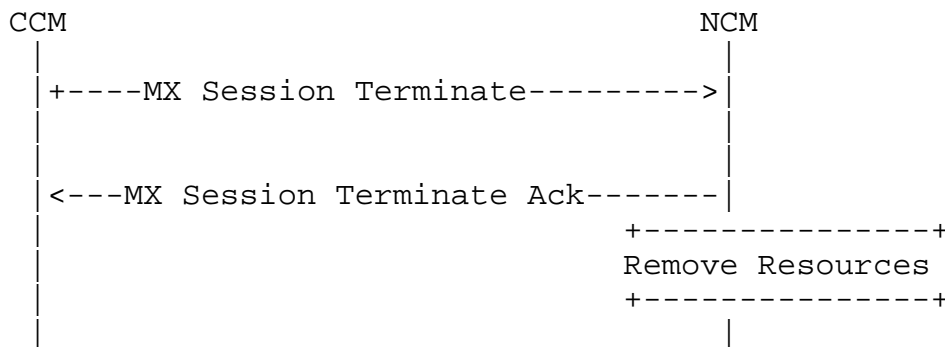 CCM NCM
+----MX Session Terminate--------->
<---MX Session Terminate Ack-------
+---------------+
Remove Resources
+---------------+